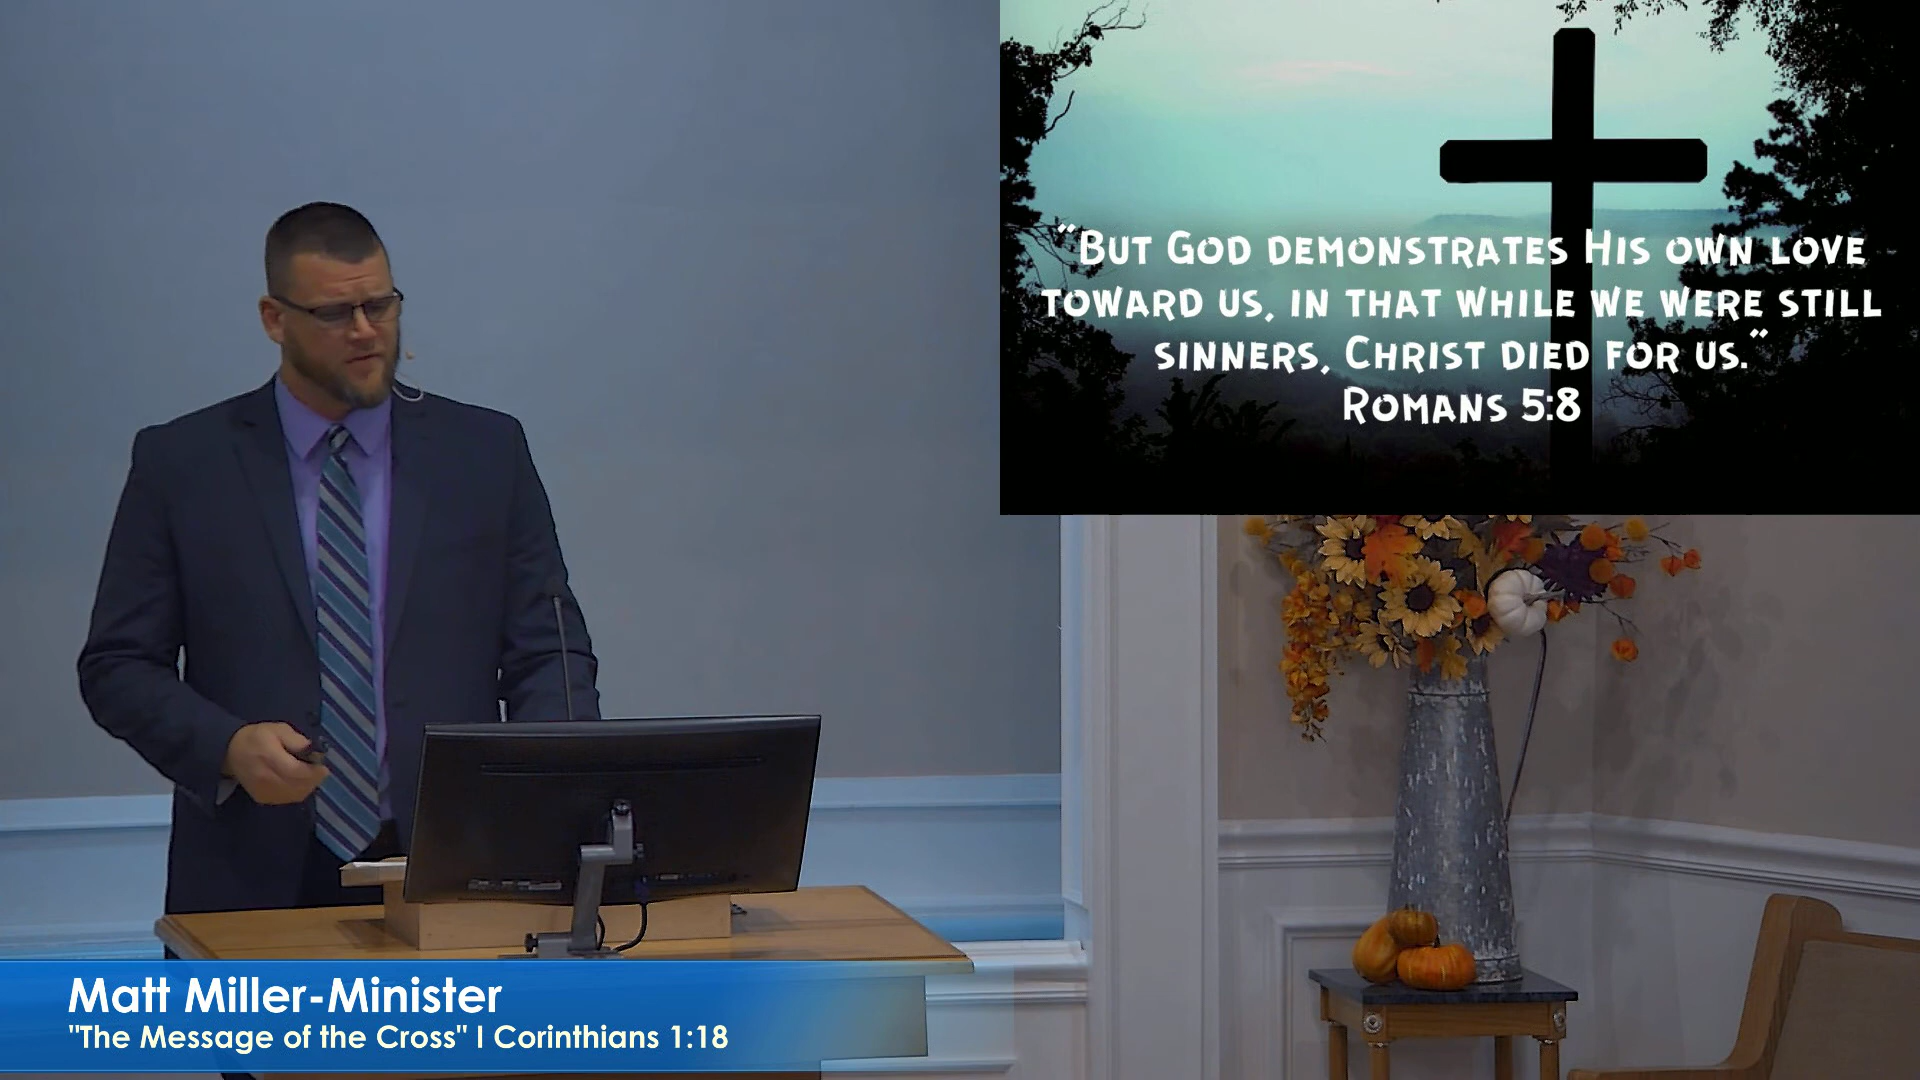 "But God demonstrates His own love
toward us, in that while we were still
sinners, Christ died for us."
Romans 5:8
Matt Miller-Minister
"The Message of the Cross" I Corinthians 1:18